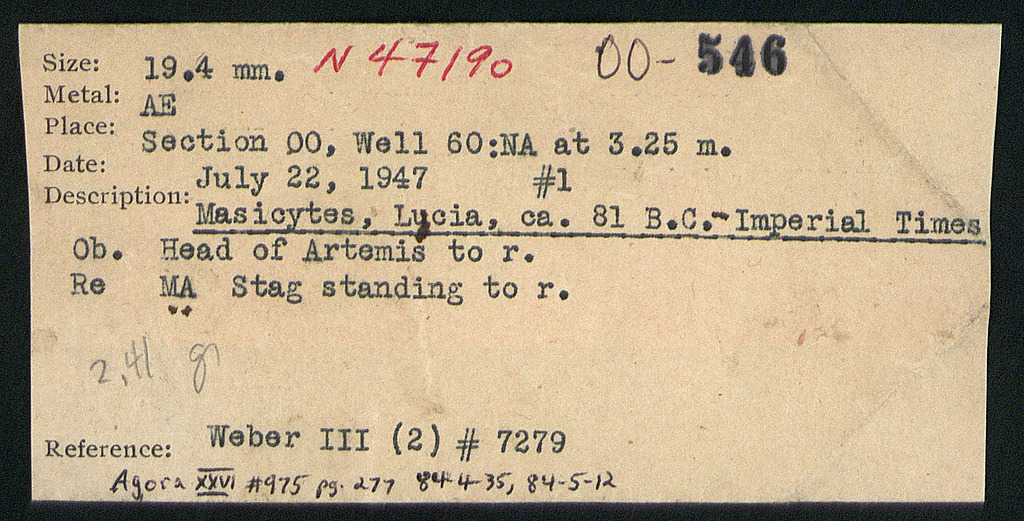 Size: 19.4 mm. N 47190 OO- 546
Metal: AE
Place: Section OO, Well 60:NA at 3.25 m.
Date: July 22, 1947 #1
Description: Masicytes, Lycia, ca. 81 B.C.-Imperial Times
Ob. Head of Artemis to r.
Re MA Stag standing to r.
2,41 gr
Reference: Weber III (2) # 7279
Agora XXVI #975 pg. 277 84-4-35, 84-5-12